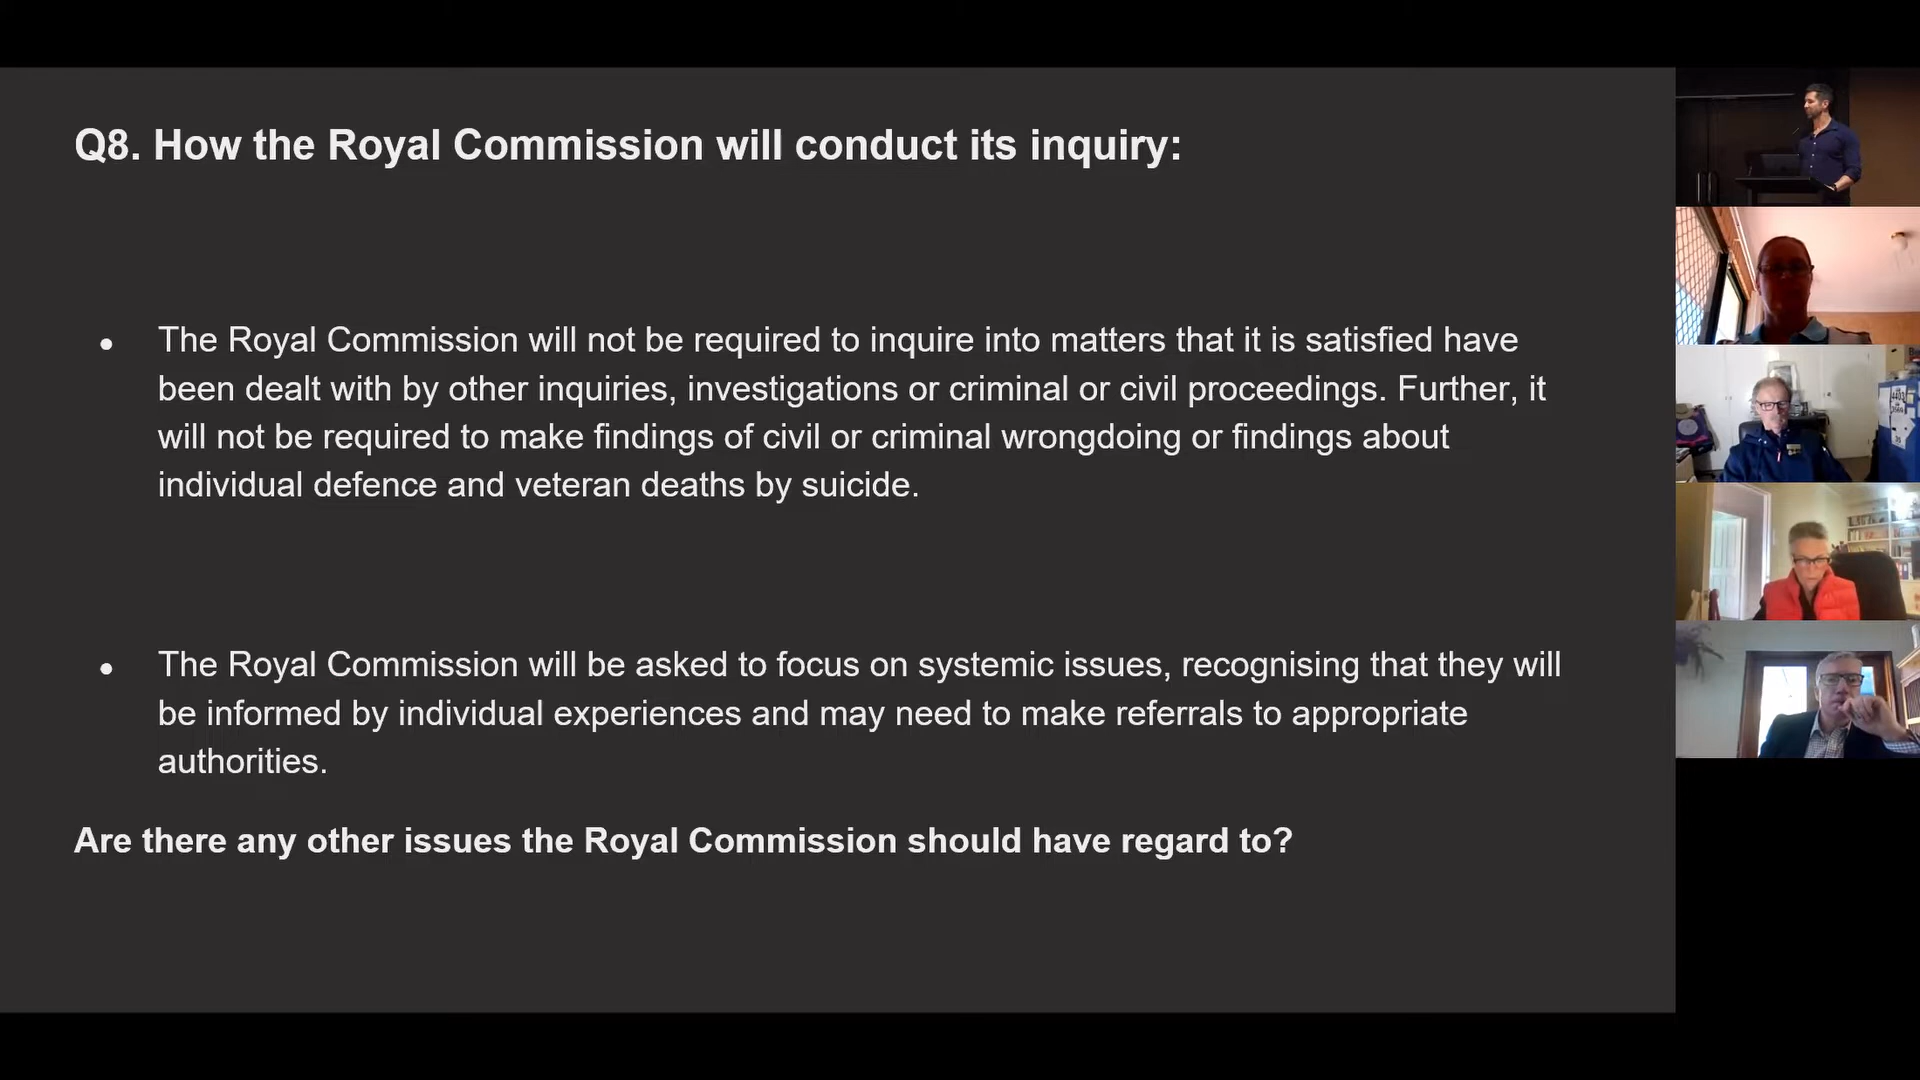 Q8. How the Royal Commission will conduct its inquiry:
● The Royal Commission will not be required to inquire into matters that it is satisfied have
been dealt with by other inquiries, investigations or criminal or civil proceedings. Further, it
will not be required to make findings of civil or criminal wrongdoing or findings about
individual defence and veteran deaths by suicide.
● The Royal Commission will be asked to focus on systemic issues, recognising that they will
be informed by individual experiences and may need to make referrals to appropriate
authorities.
Are there any other issues the Royal Commission should have regard to?